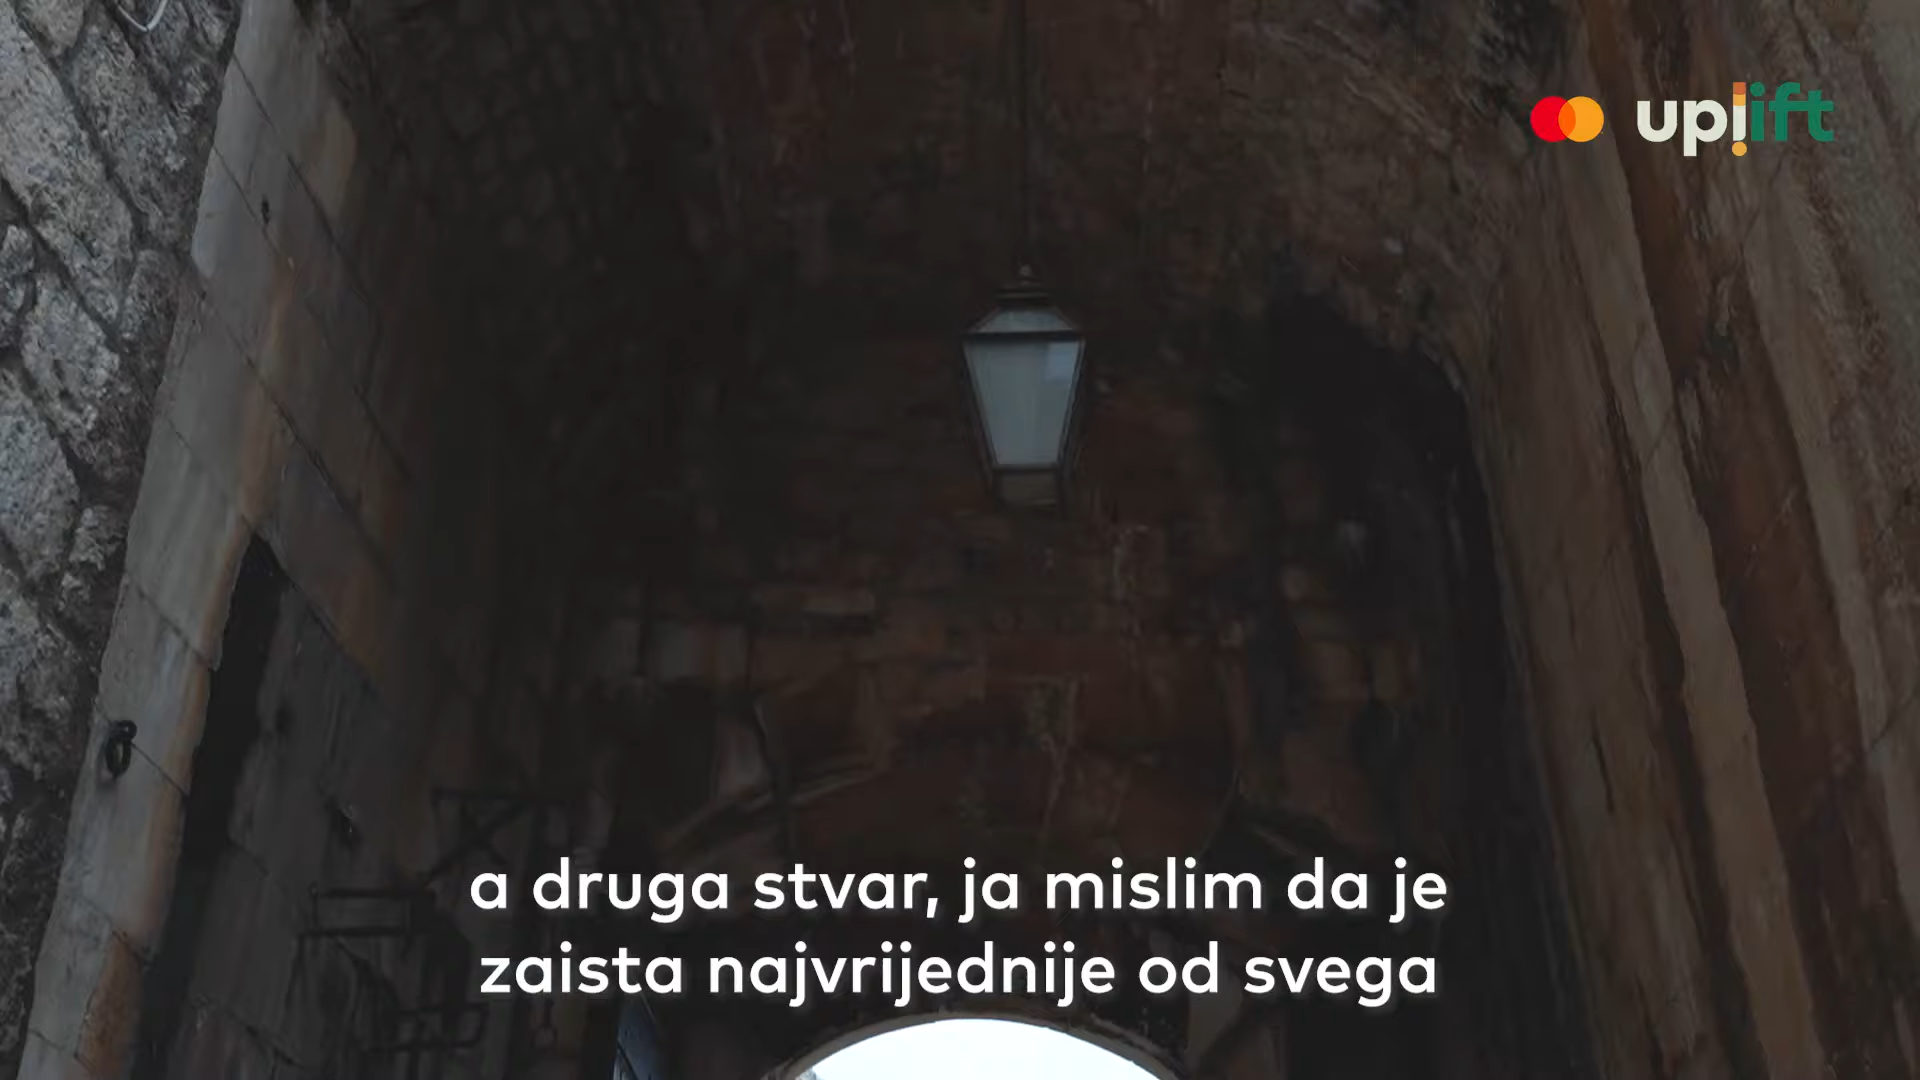 uplift
a druga stvar, ja mislim da je
zaista najvrijednije od svega